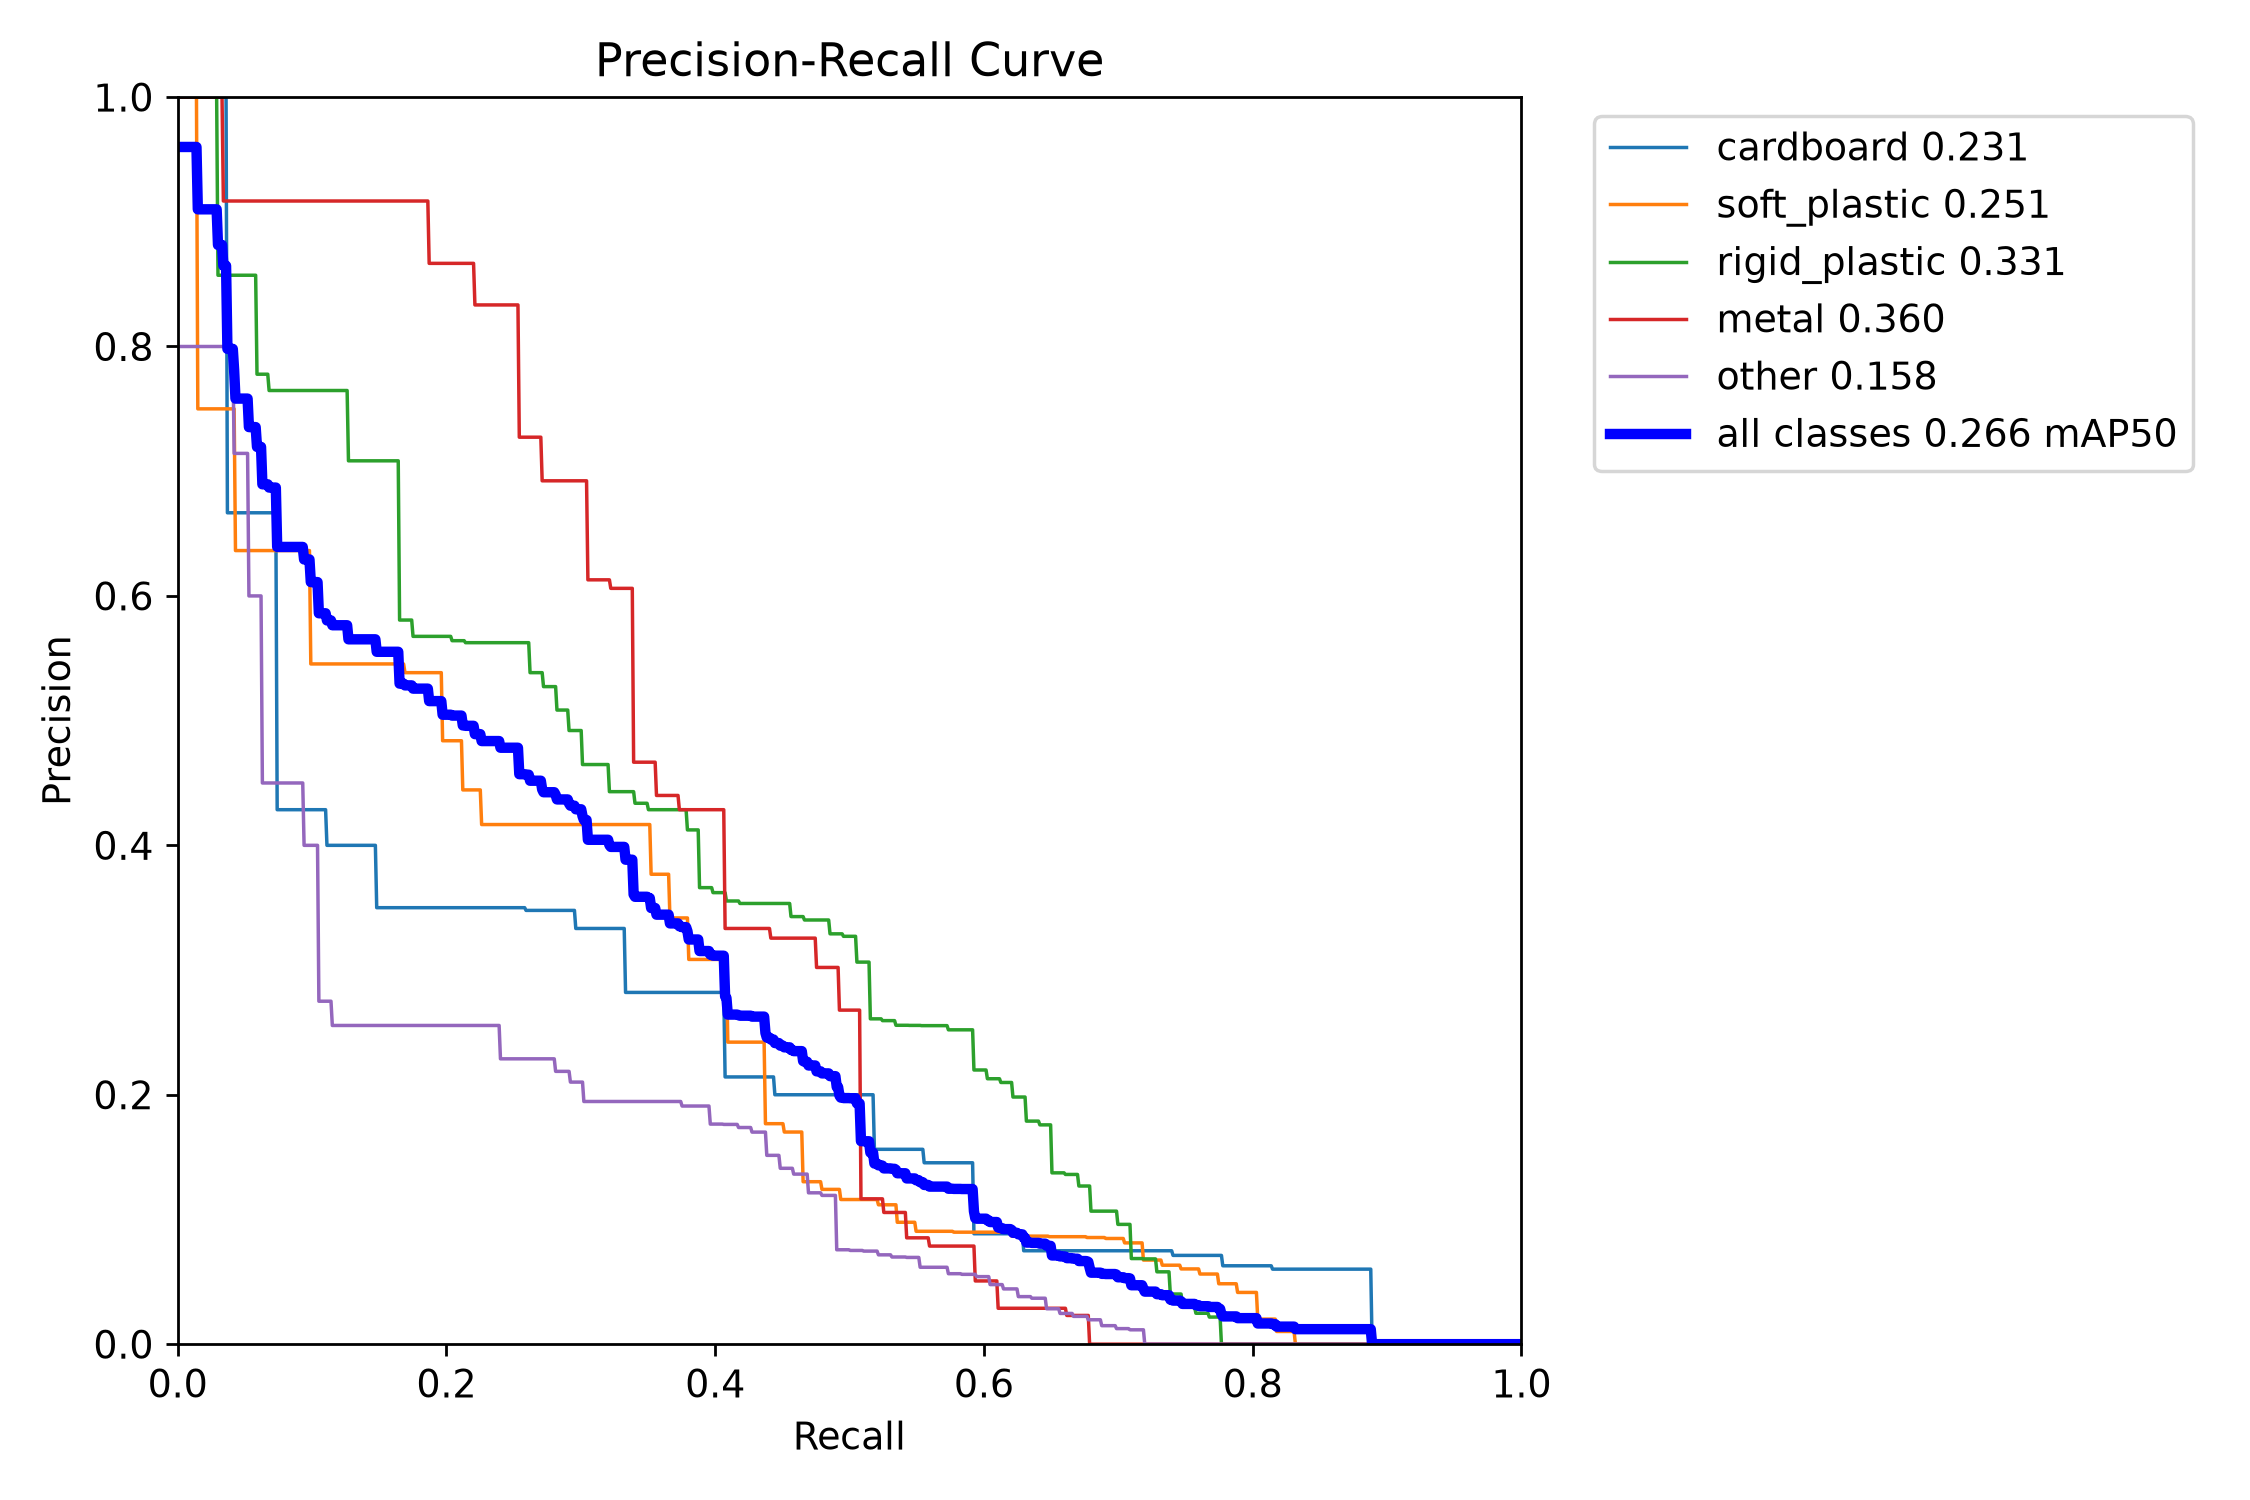 Precision-Recall Curve
1.0
0.8
0.6
0.4
0.2
0.0
Precision
0.0 0.2 0.4 0.6 0.8 1.0
Recall
cardboard 0.231
soft_plastic 0.251
rigid_plastic 0.331
metal 0.360
other 0.158
all classes 0.266 mAP50